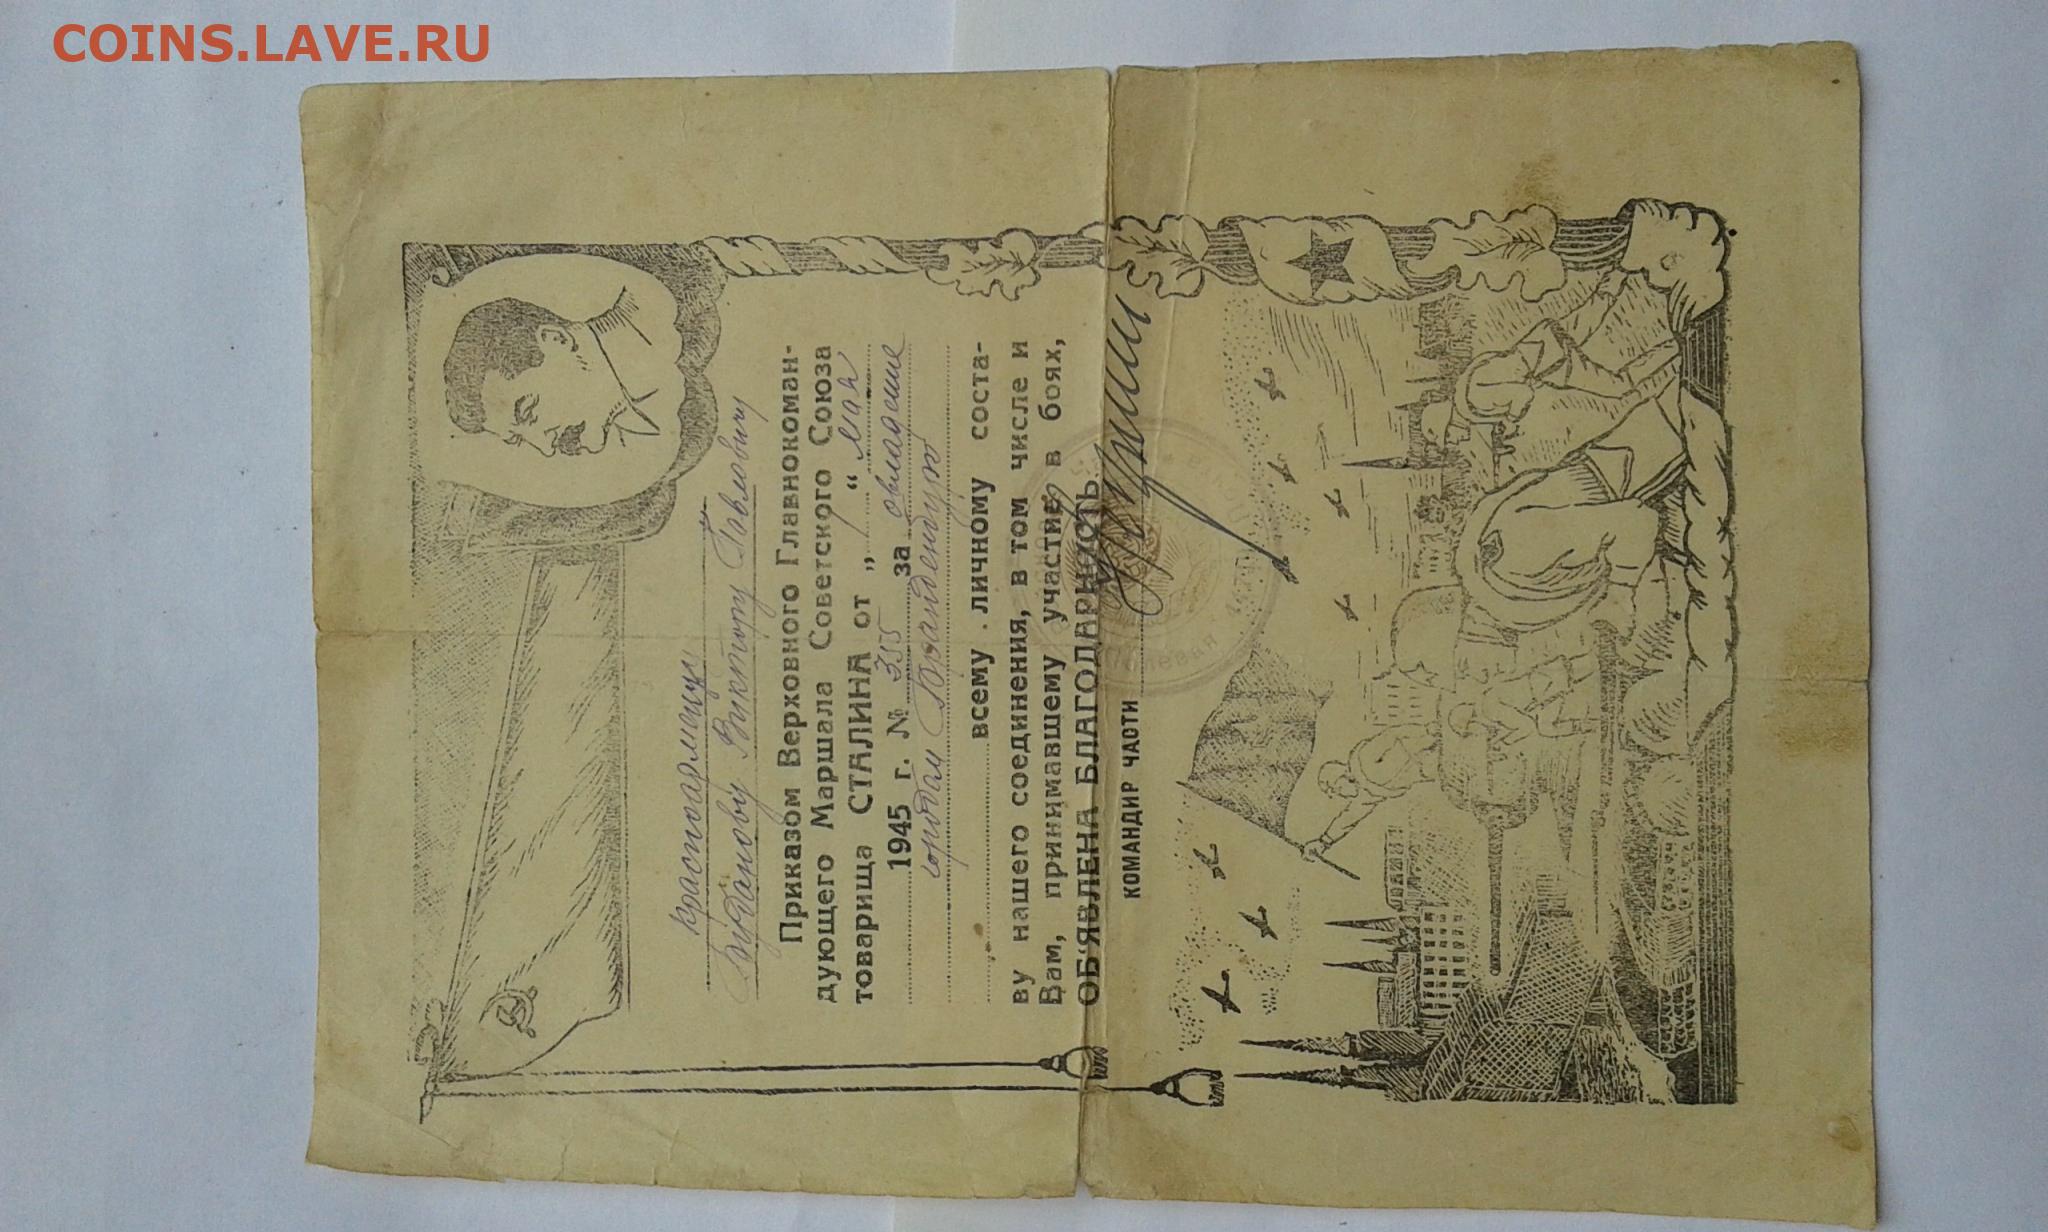 COINS.LAVE.RU
красноармейцу
Виктору Павловичу
Приказом Верховного Главнокоман-
дующего Маршала Советского Союза
товарища СТАЛИНА от „ 1 “ мая
1945 г. № 355 за овладение
городом Бранденбург
всему личному соста-
ву нашего соединения, в том числе и
Вам, принимавшему участие в боях,
ОБ'ЯВЛЕНА БЛАГОДАРНОСТЬ
КОМАНДИР ЧАСТИ
полевая